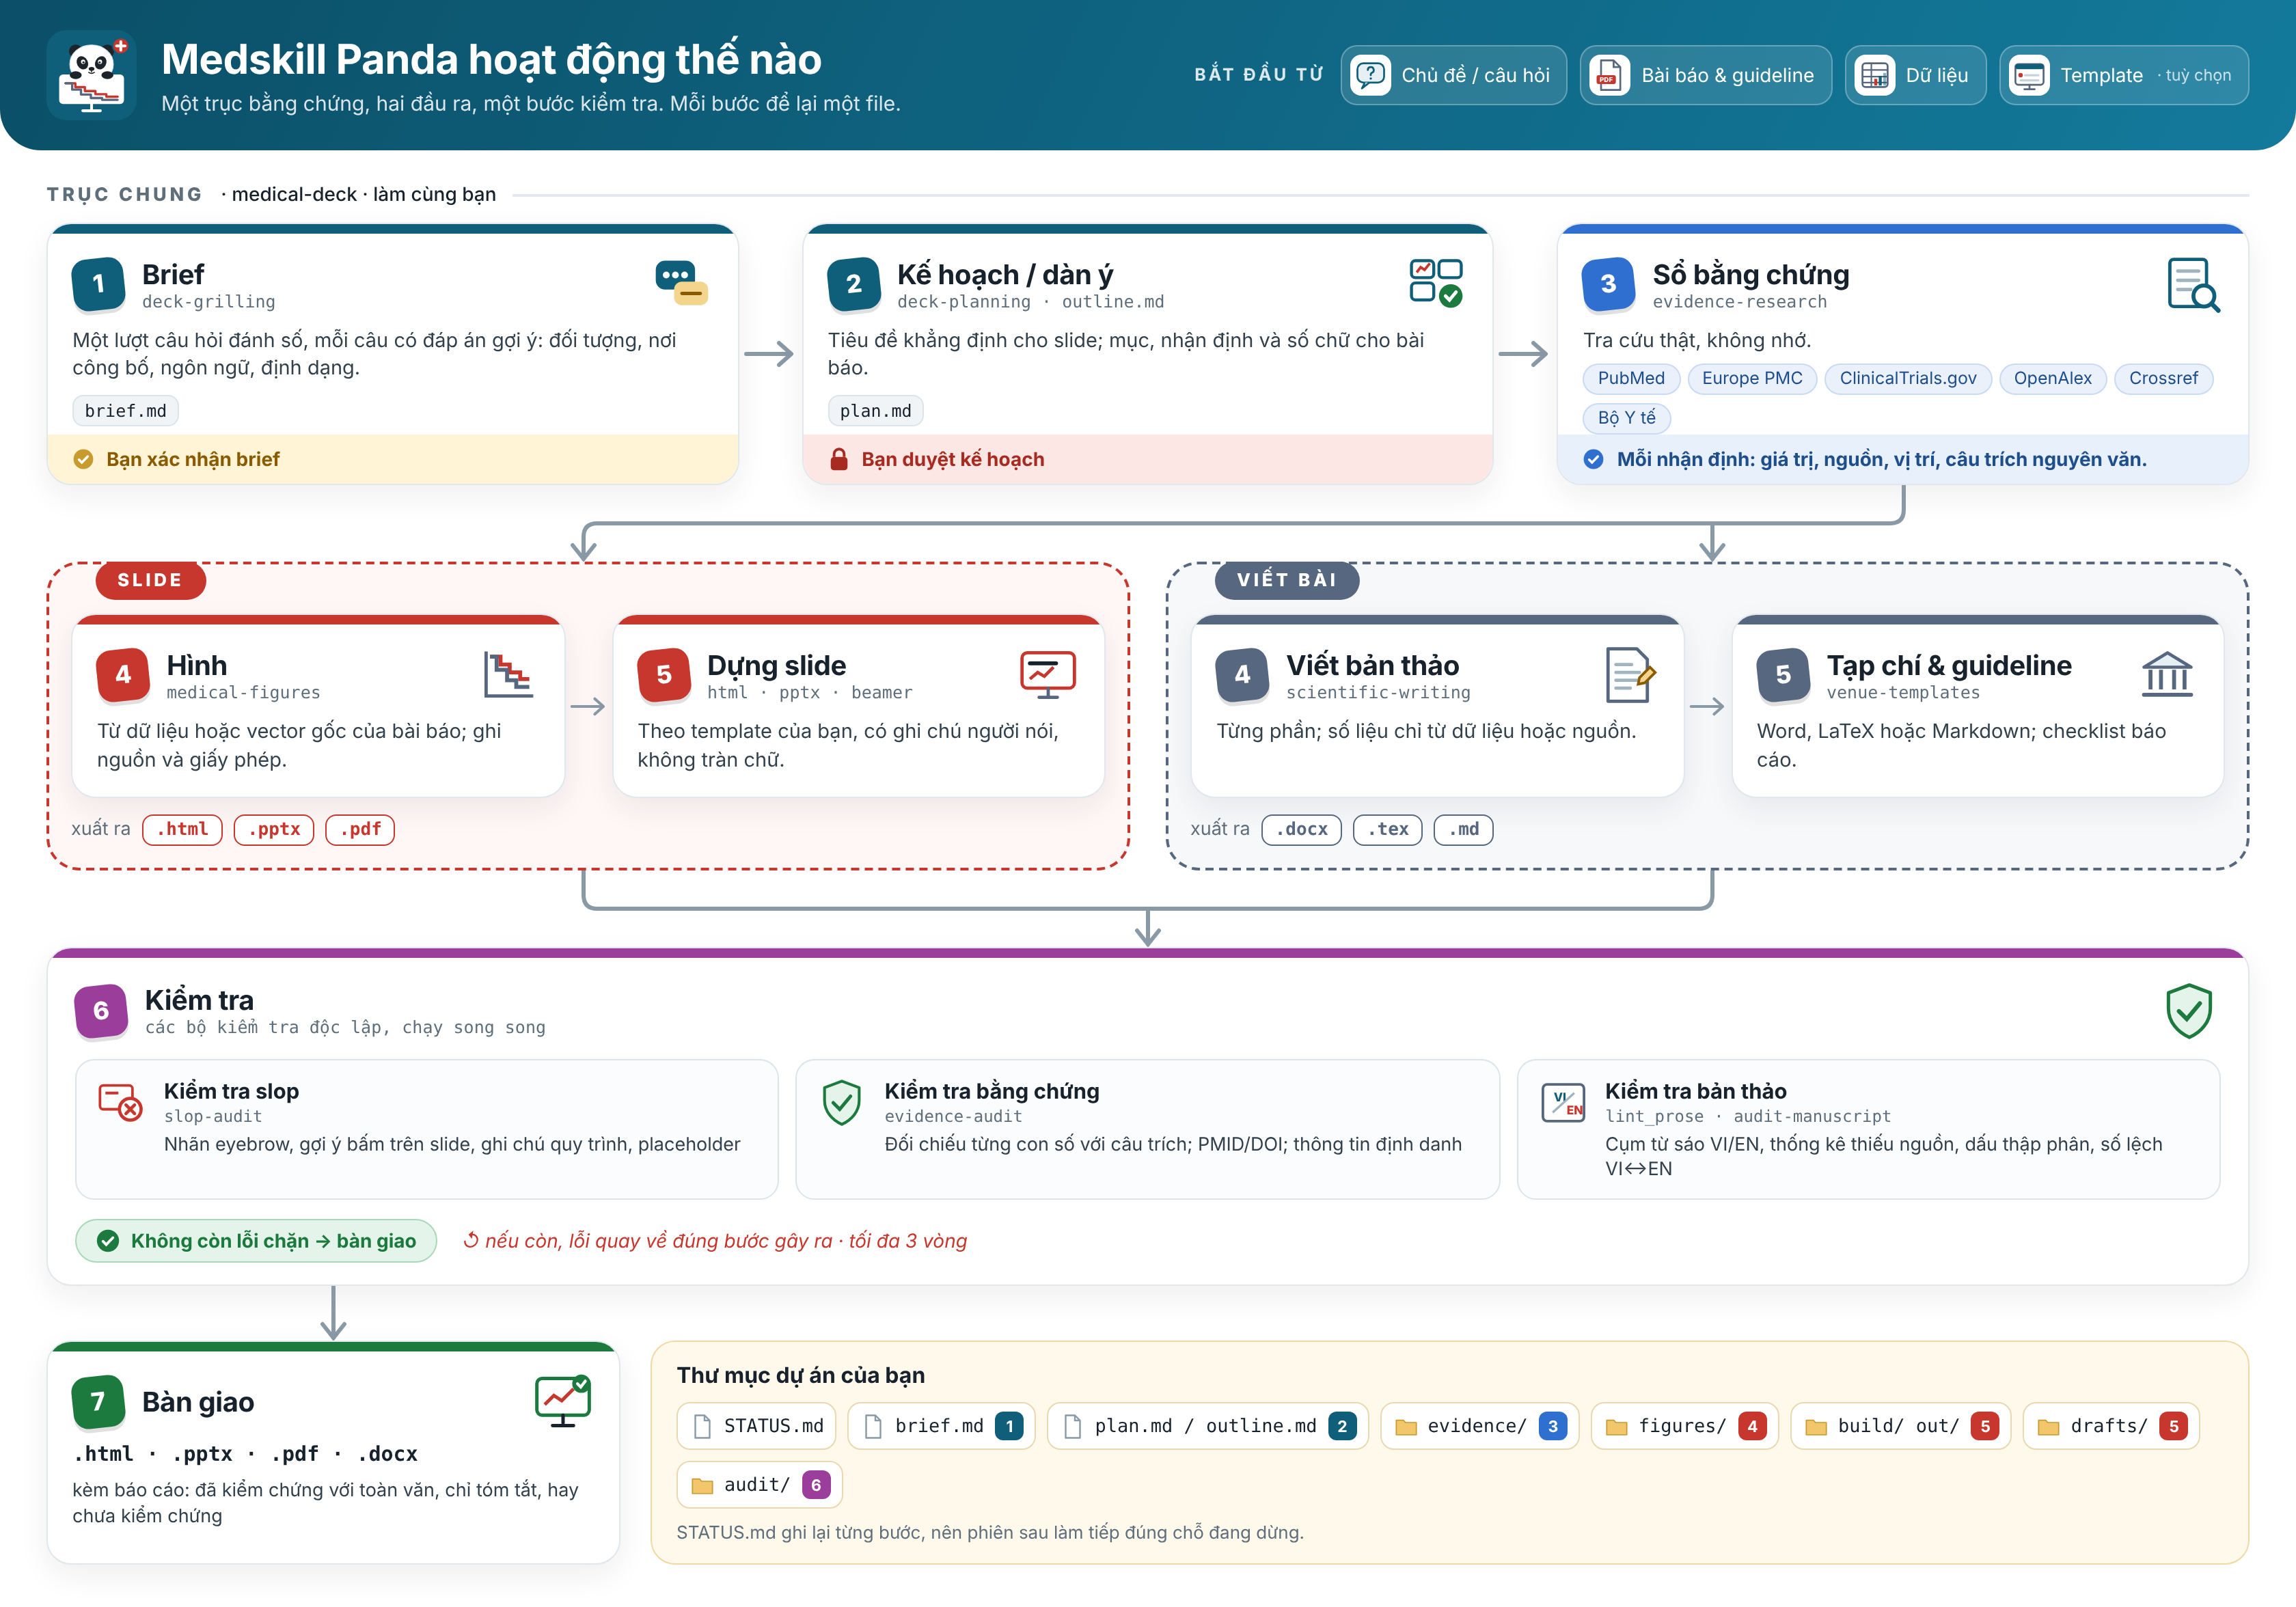 Medskill Panda hoạt động thế nào
Một trục bằng chứng, hai đầu ra, một bước kiểm tra. Mỗi bước để lại một file.
BẮT ĐẦU TỪ
Chủ đề / câu hỏi
PDF
Bài báo & guideline
Dữ liệu
Template · tuỳ chọn
TRỤC CHUNG · medical-deck · làm cùng bạn
1
Brief
deck-grilling
Một lượt câu hỏi đánh số, mỗi câu có đáp án gợi ý: đối tượng, nơi
công bố, ngôn ngữ, định dạng.
brief.md
Bạn xác nhận brief
2
Kế hoạch / dàn ý
deck-planning · outline.md
Tiêu đề khẳng định cho slide; mục, nhận định và số chữ cho bài
báo.
plan.md
Bạn duyệt kế hoạch
3
Sổ bằng chứng
evidence-research
Tra cứu thật, không nhớ.
PubMed Europe PMC ClinicalTrials.gov OpenAlex Crossref
Bộ Y tế
Mỗi nhận định: giá trị, nguồn, vị trí, câu trích nguyên văn.
SLIDE
4
Hình
medical-figures
Từ dữ liệu hoặc vector gốc của bài báo; ghi
nguồn và giấy phép.
5
Dựng slide
html · pptx · beamer
Theo template của bạn, có ghi chú người nói,
không tràn chữ.
xuất ra .html .pptx .pdf
VIẾT BÀI
4
Viết bản thảo
scientific-writing
Từng phần; số liệu chỉ từ dữ liệu hoặc nguồn.
5
Tạp chí & guideline
venue-templates
Word, LaTeX hoặc Markdown; checklist báo
cáo.
xuất ra .docx .tex .md
6
Kiểm tra
các bộ kiểm tra độc lập, chạy song song
Kiểm tra slop
slop-audit
Nhãn eyebrow, gợi ý bấm trên slide, ghi chú quy trình, placeholder
Kiểm tra bằng chứng
evidence-audit
Đối chiếu từng con số với câu trích; PMID/DOI; thông tin định danh
VI/EN
Kiểm tra bản thảo
lint_prose · audit-manuscript
Cụm từ sáo VI/EN, thống kê thiếu nguồn, dấu thập phân, số lệch
VI↔EN
Không còn lỗi chặn → bàn giao
↺ nếu còn, lỗi quay về đúng bước gây ra · tối đa 3 vòng
7
Bàn giao
.html · .pptx · .pdf · .docx
kèm báo cáo: đã kiểm chứng với toàn văn, chỉ tóm tắt, hay
chưa kiểm chứng
Thư mục dự án của bạn
STATUS.md brief.md 1 plan.md / outline.md 2 evidence/ 3 figures/ 4 build/ out/ 5 drafts/ 5
audit/ 6
STATUS.md ghi lại từng bước, nên phiên sau làm tiếp đúng chỗ đang dừng.